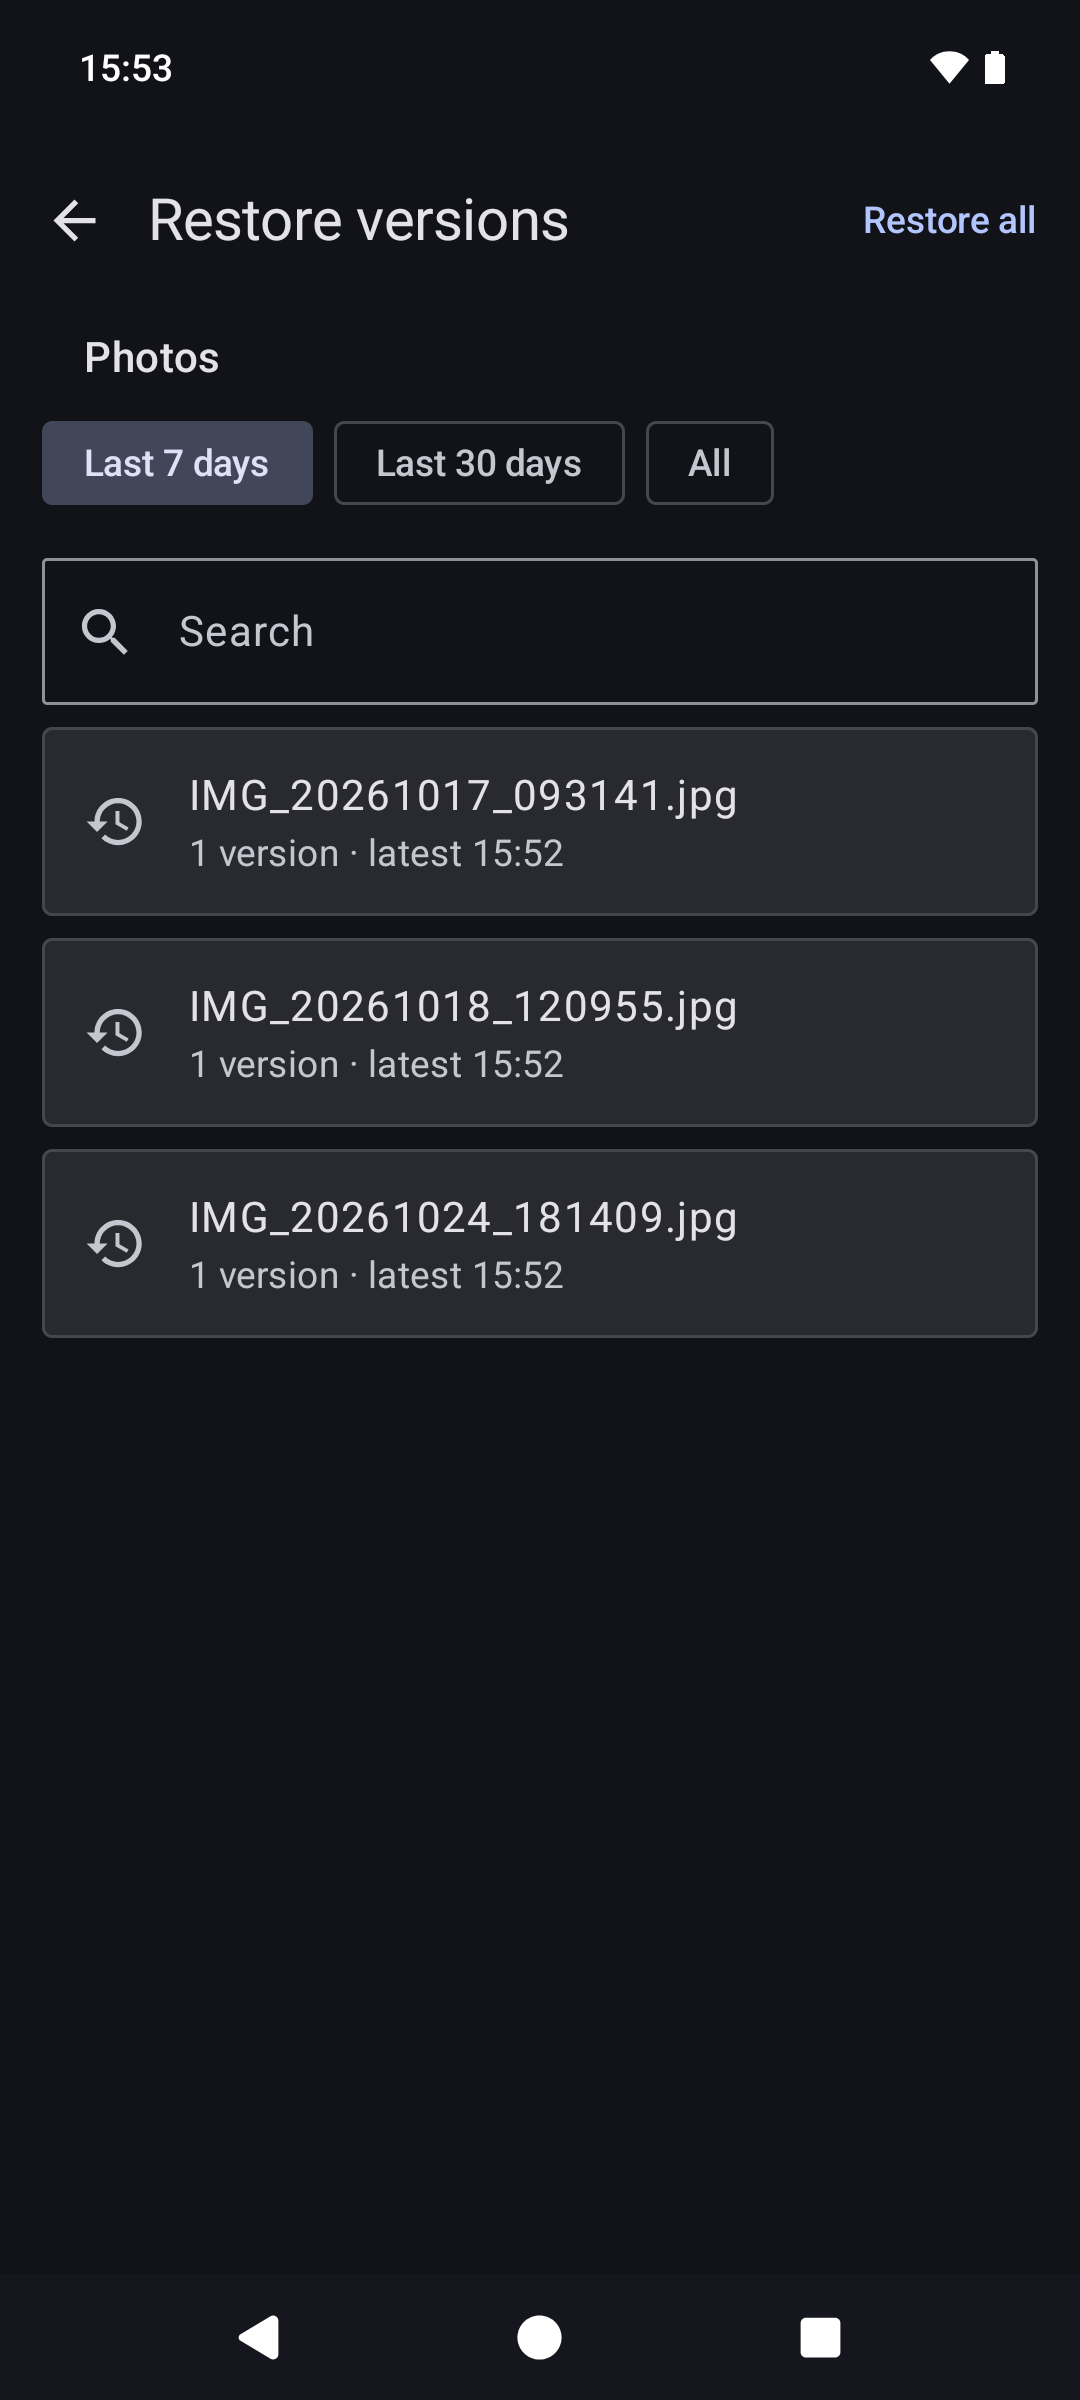 15:53
Restore versions
Restore all
Photos
Last 7 days
Last 30 days
All
Search
IMG_20261017_093141.jpg
1 version · latest 15:52
IMG_20261018_120955.jpg
1 version · latest 15:52
IMG_20261024_181409.jpg
1 version · latest 15:52